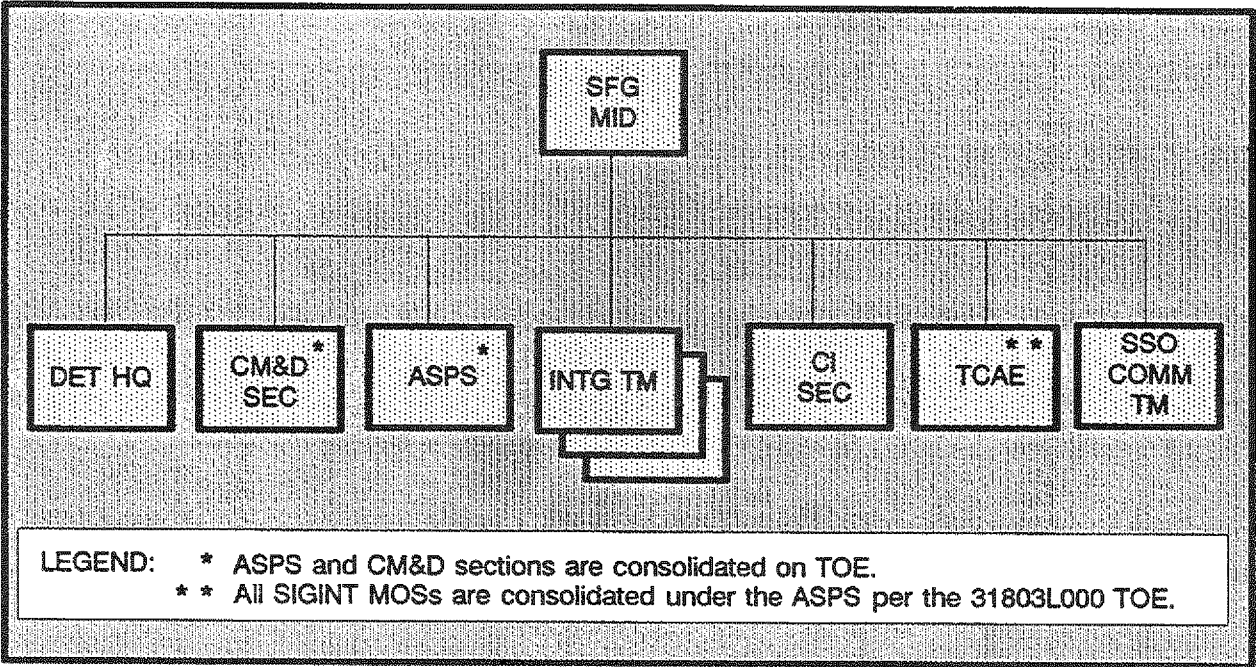 SFG
MID
DET HQ
CM&D *
SEC
ASPS *
INTG TM
CI
SEC
* *
TCAE
SSO
COMM
TM
LEGEND: * ASPS and CM&D sections are consolidated on TOE.
* * All SIGINT MOSs are consolidated under the ASPS per the 31803L000 TOE.